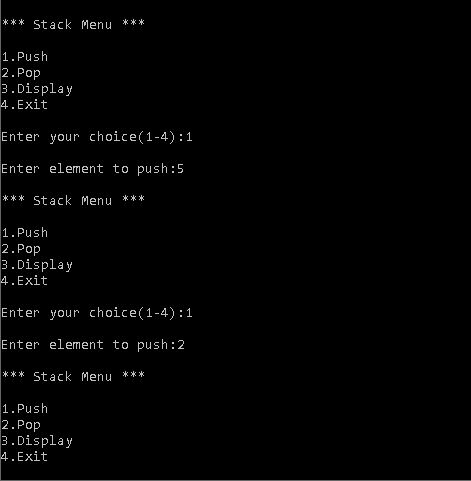 *** Stack Menu ***
1.Push
2.Pop
3.Display
4.Exit
Enter your choice(1-4):1
Enter element to push:5
*** Stack Menu ***
1.Push
2.Pop
3.Display
4.Exit
Enter your choice(1-4):1
Enter element to push:2
*** Stack Menu ***
1.Push
2.Pop
3.Display
4.Exit